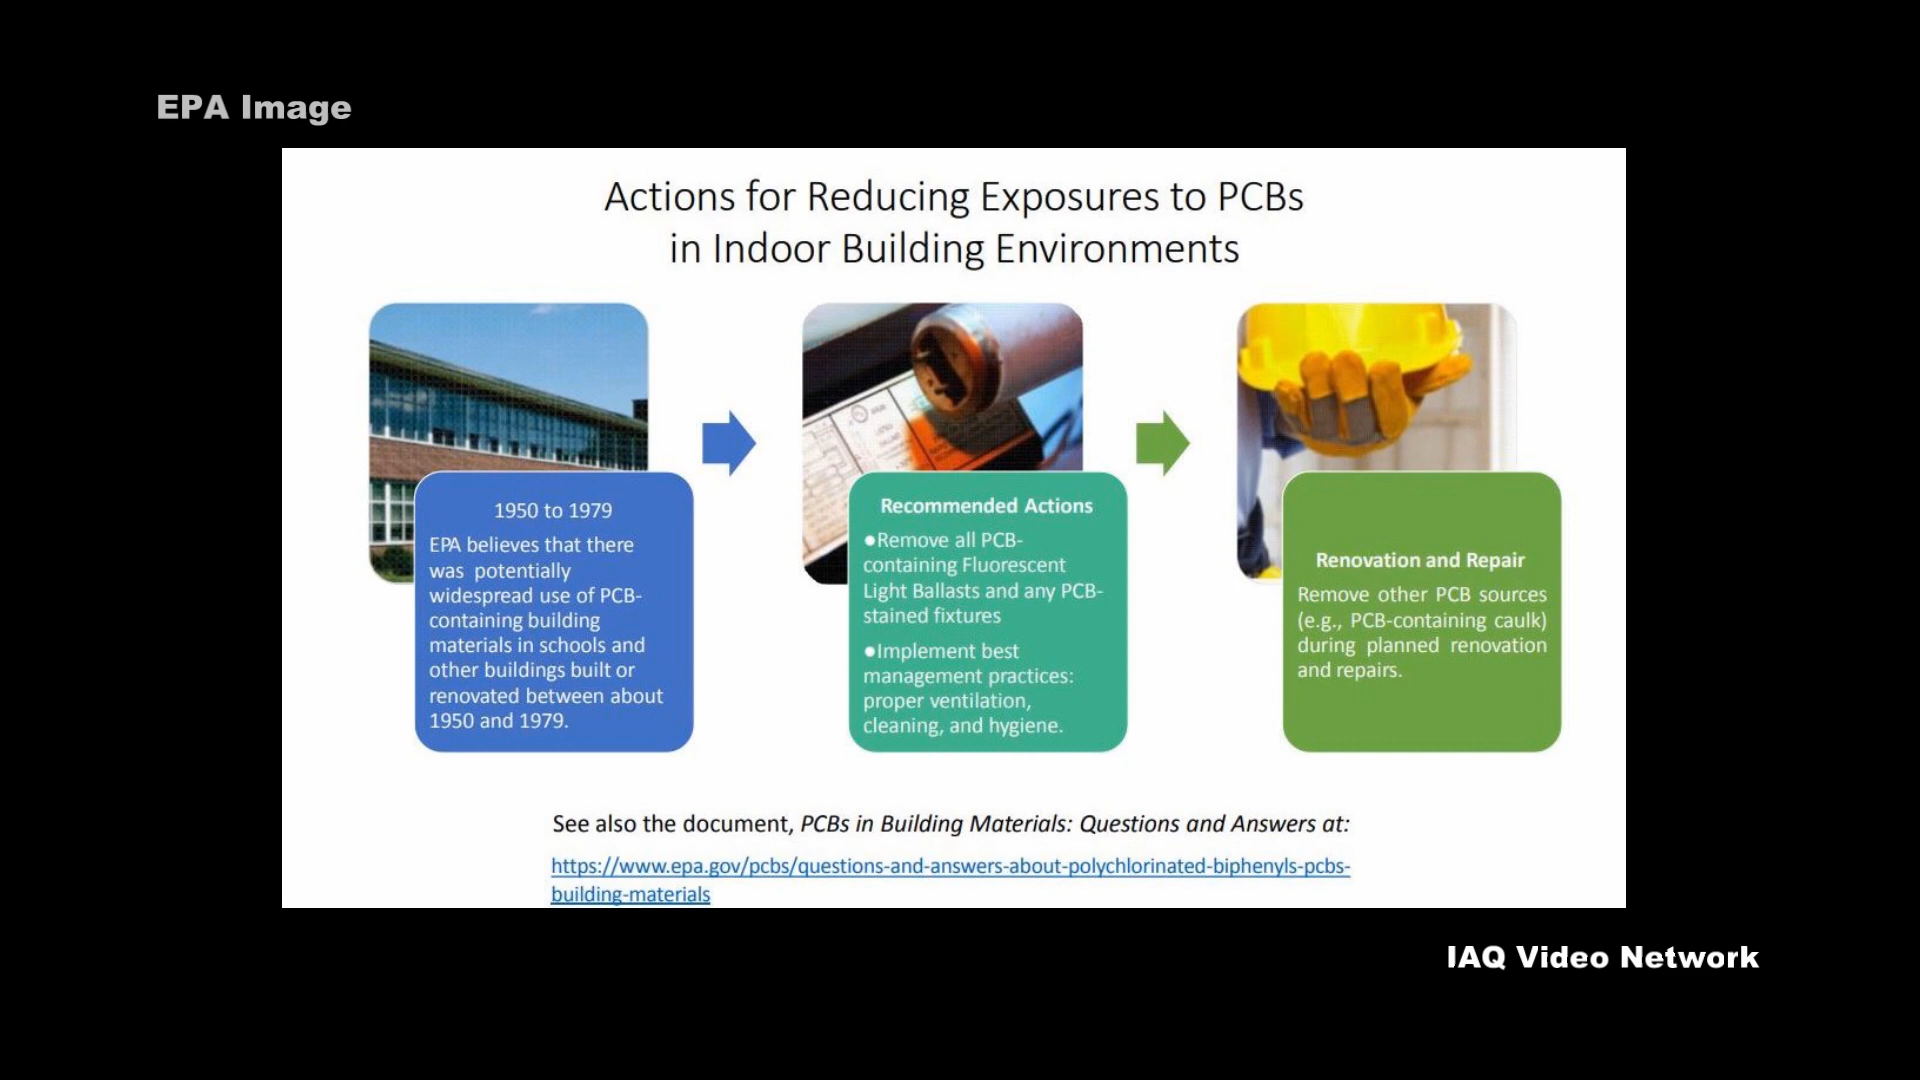 EPA Image
Actions for Reducing Exposures to PCBs
in Indoor Building Environments
1950 to 1979
EPA believes that there
was potentially
widespread use of PCB-
containing building
materials in schools and
other buildings built or
renovated between about
1950 and 1979.
Recommended Actions
●Remove all PCB-
containing Fluorescent
Light Ballasts and any PCB-
stained fixtures
●Implement best
management practices:
proper ventilation,
cleaning, and hygiene.
Renovation and Repair
Remove other PCB sources
(e.g., PCB-containing caulk)
during planned renovation
and repairs.
See also the document, PCBs in Building Materials: Questions and Answers at:
https://www.epa.gov/pcbs/questions-and-answers-about-polychlorinated-biphenyls-pcbs-
building-materials
IAQ Video Network